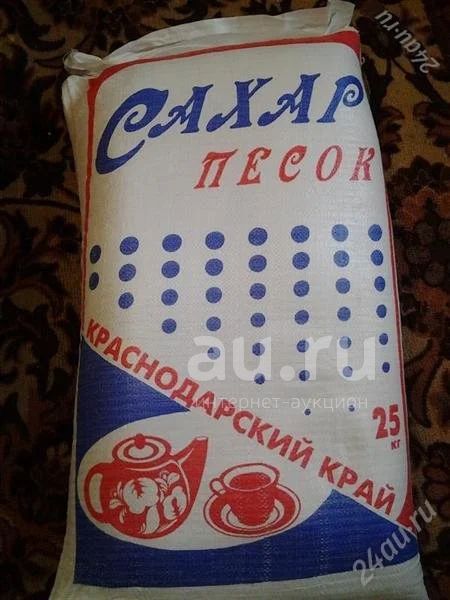 24au.ru
САХАР
ПЕСОК
au.ru
интернет-аукцион
КРАСНОДАРСКИЙ КРАЙ
25
КГ
24au.ru